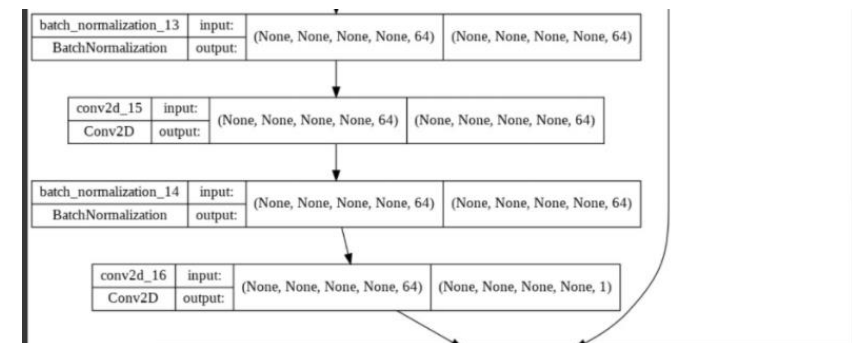 batch_normalization_13 input: (None, None, None, None, 64) (None, None, None, None, 64)
BatchNormalization output:
conv2d_15 input: (None, None, None, None, 64) (None, None, None, None, 64)
Conv2D output:
batch_normalization_14 input: (None, None, None, None, 64) (None, None, None, None, 64)
BatchNormalization output:
conv2d_16 input: (None, None, None, None, 64) (None, None, None, None, 1)
Conv2D output: